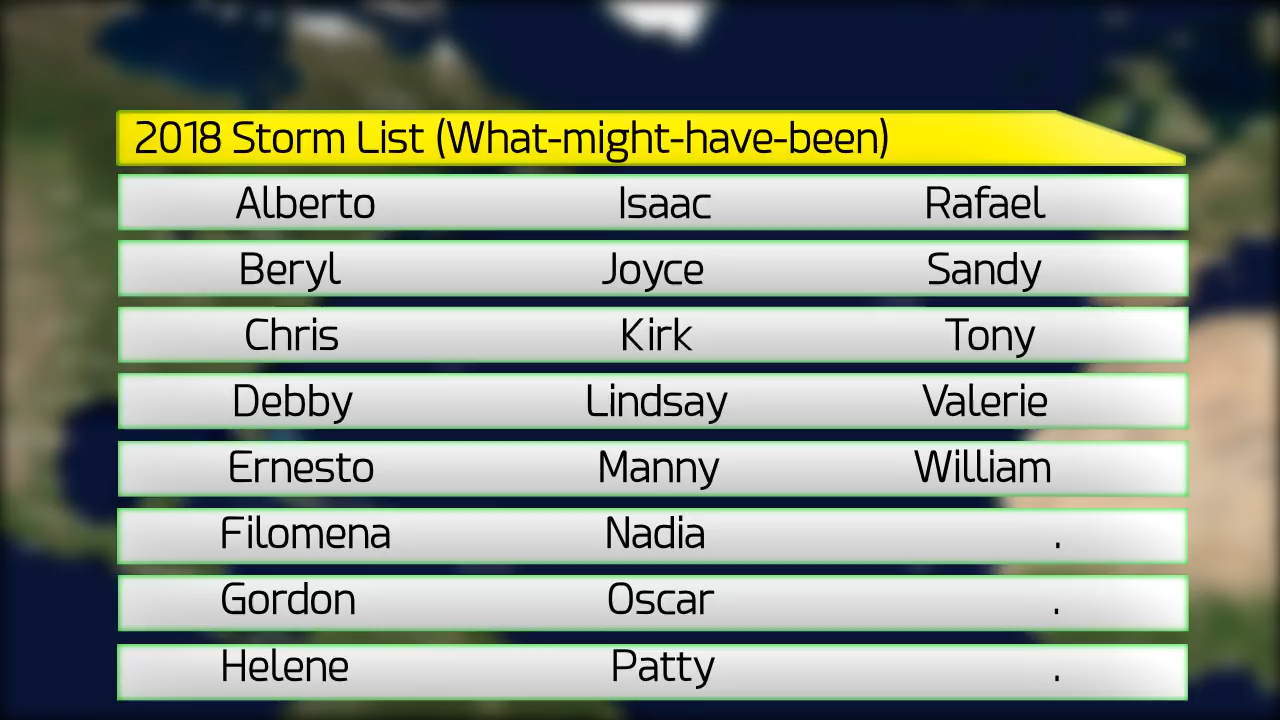 2018 Storm List (What-might-have-been)
Alberto Isaac Rafael
Beryl Joyce Sandy
Chris Kirk Tony
Debby Lindsay Valerie
Ernesto Manny William
Filomena Nadia .
Gordon Oscar .
Helene Patty .